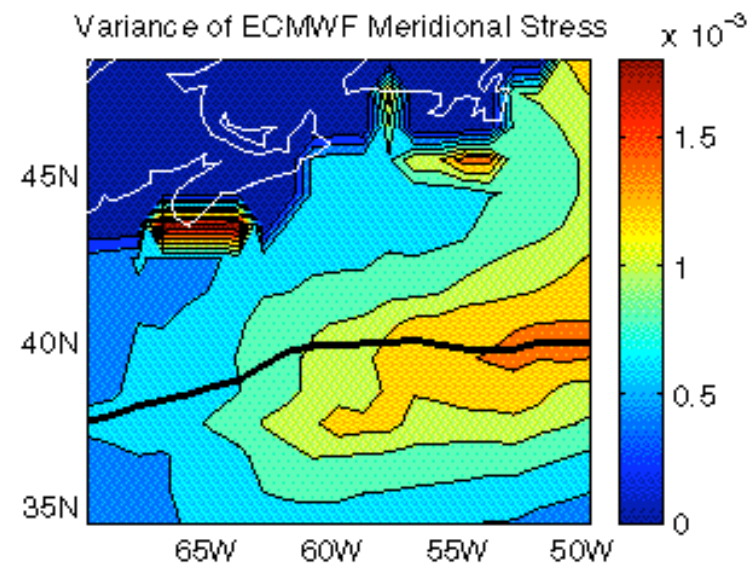 Variance of ECMWF Meridional Stress
x 10⁻³
1.5
45N
1
40N
0.5
35N
0
65W 60W 55W 50W